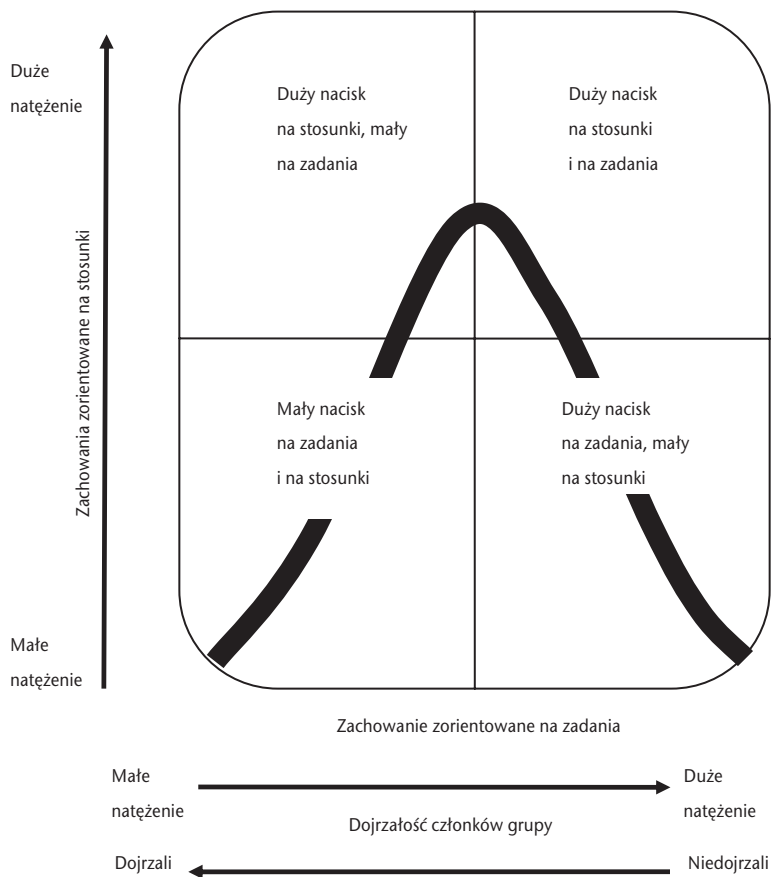 Duże
natężenie
Zachowania zorientowane na stosunki
Małe
natężenie
Duży nacisk
na stosunki, mały
na zadania
Duży nacisk
na stosunki
i na zadania
Mały nacisk
na zadania
i na stosunki
Duży nacisk
na zadania, mały
na stosunki
Zachowanie zorientowane na zadania
Małe
natężenie
Duże
natężenie
Dojrzałość członków grupy
Dojrzali
Niedojrzali